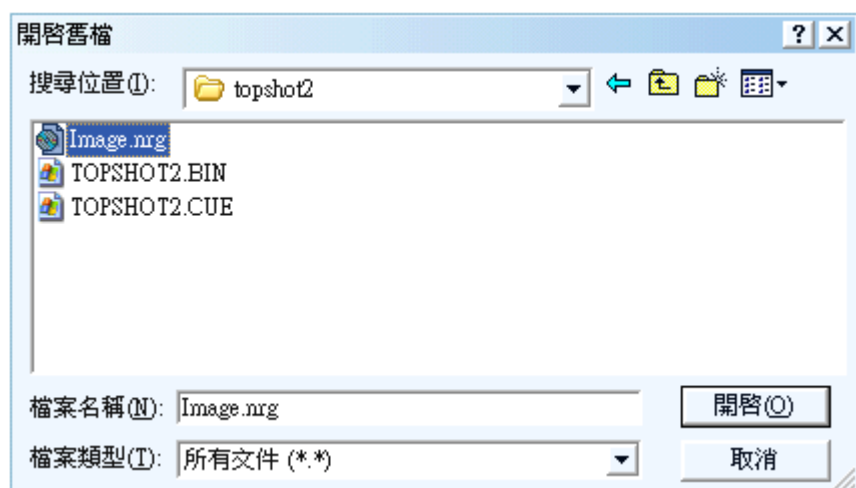 開啓舊檔
搜尋位置(I): topshot2
Image.nrg
TOPSHOT2.BIN
TOPSHOT2.CUE
檔案名稱(N): Image.nrg 開啓(O)
檔案類型(T): 所有文件 (*.*) 取消